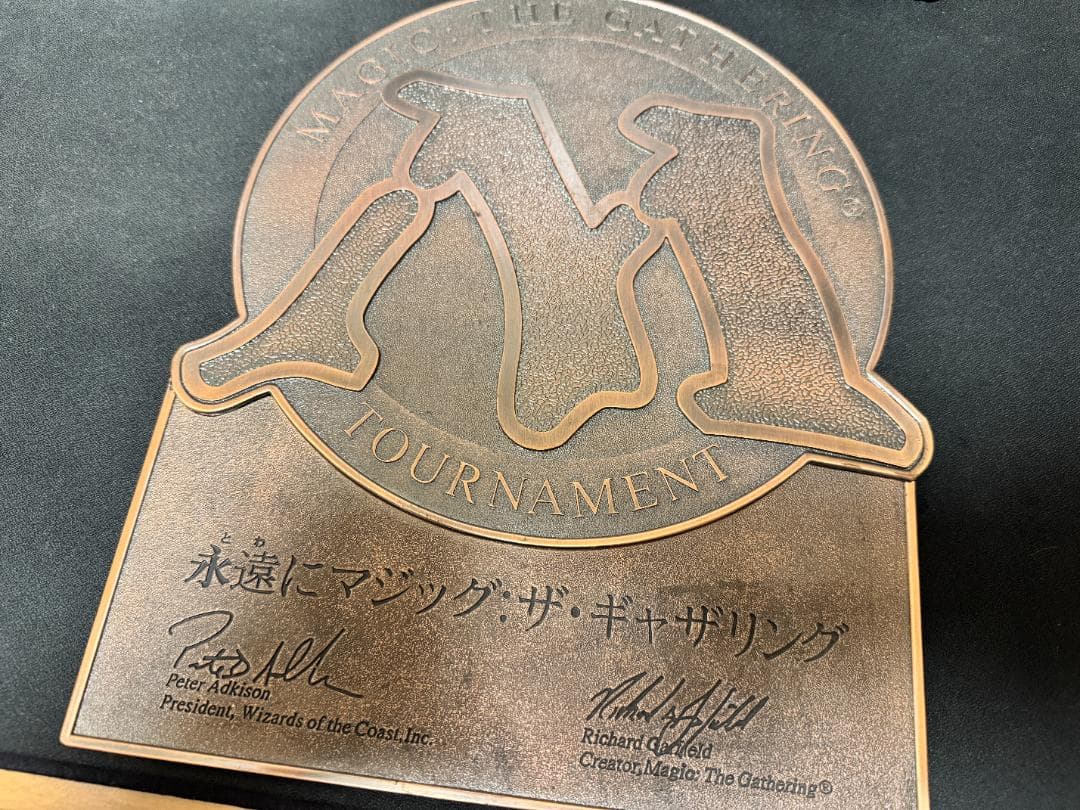 MAGIC: THE GATHERING®
TOURNAMENT
とわ
永遠にマジッグ:ザ・ギャザリング
Peter Adkison
President, Wizards of the Coast, Inc.
Richard Garfield
Creator, Magic: The Gathering®